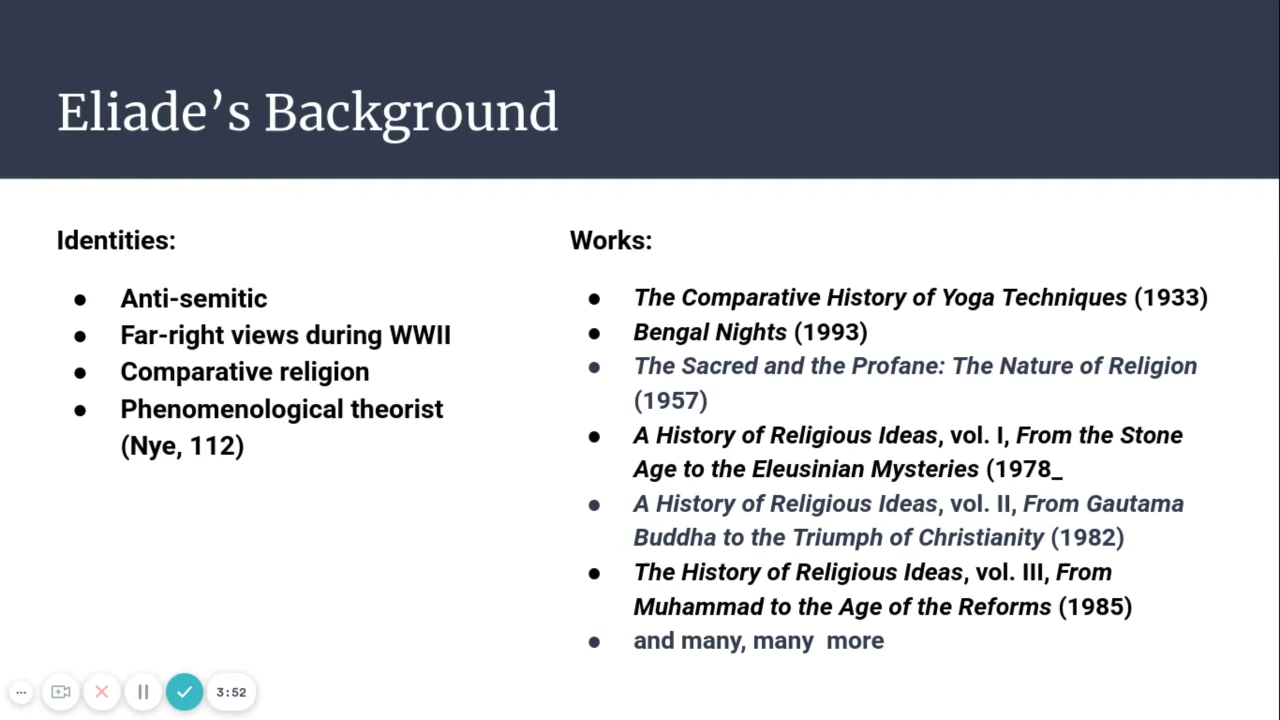 Eliade’s Background
Identities:
● Anti-semitic
● Far-right views during WWII
● Comparative religion
● Phenomenological theorist
(Nye, 112)
Works:
● The Comparative History of Yoga Techniques (1933)
● Bengal Nights (1993)
● The Sacred and the Profane: The Nature of Religion
(1957)
● A History of Religious Ideas, vol. I, From the Stone
Age to the Eleusinian Mysteries (1978_
● A History of Religious Ideas, vol. II, From Gautama
Buddha to the Triumph of Christianity (1982)
● The History of Religious Ideas, vol. III, From
Muhammad to the Age of the Reforms (1985)
● and many, many  more
3:52